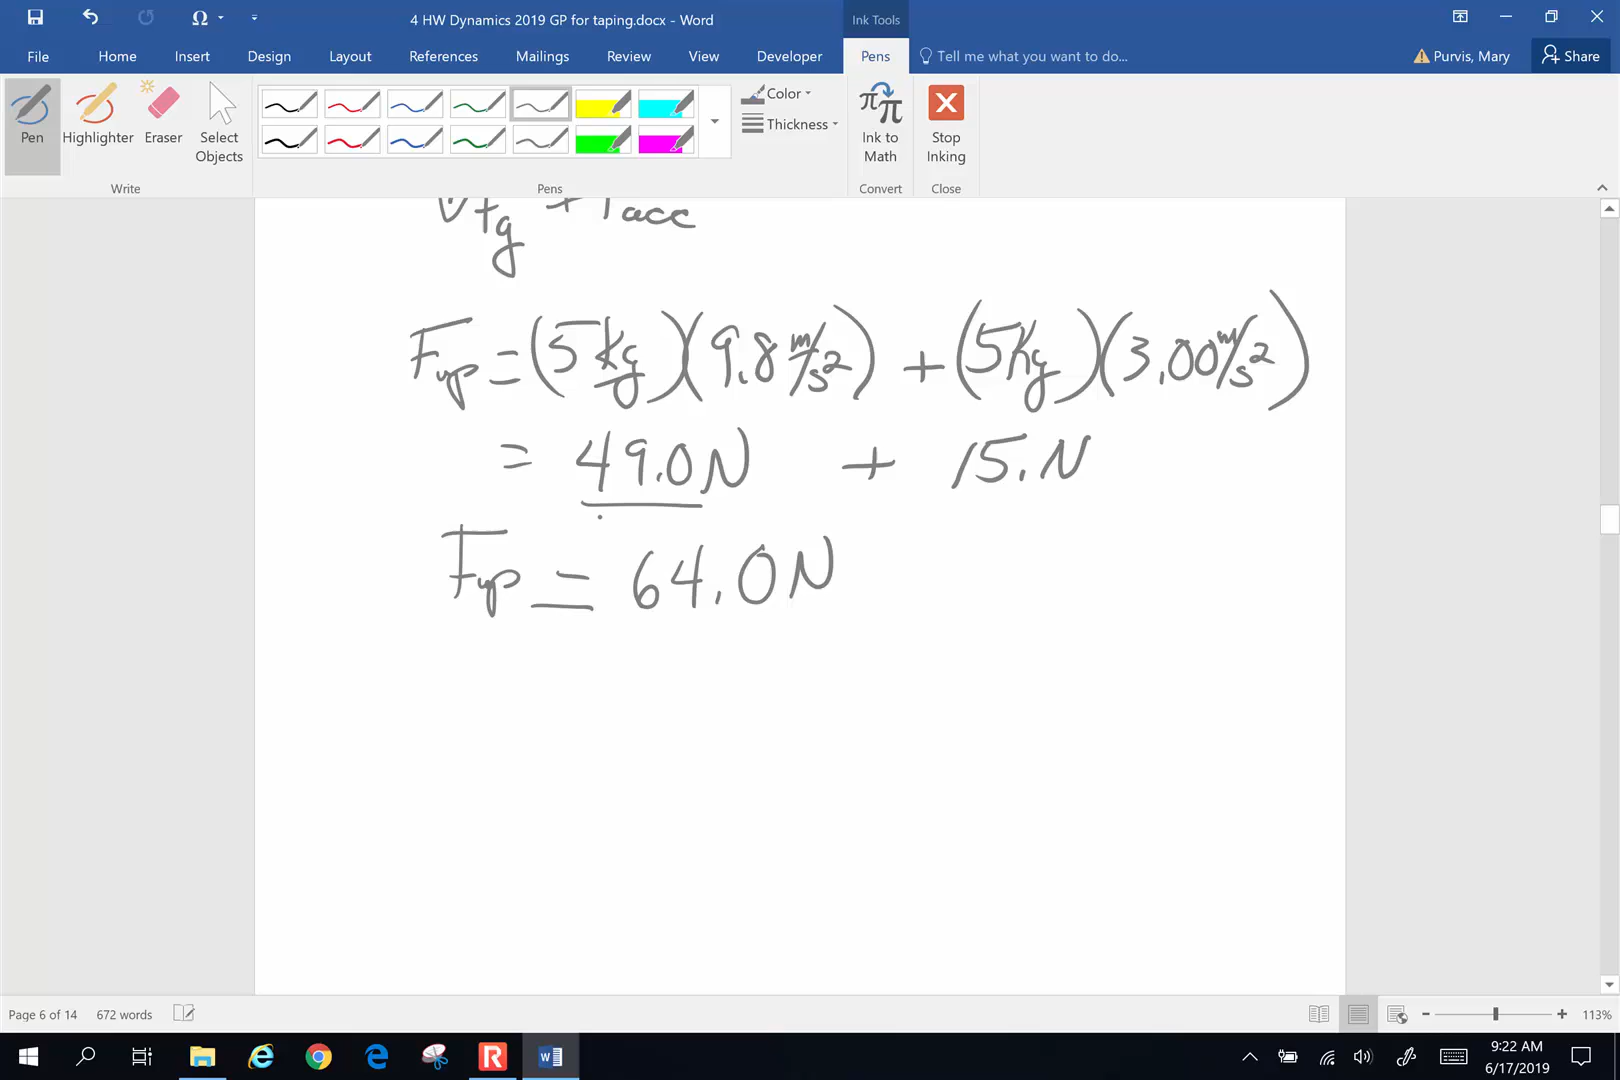 Ω
4 HW Dynamics 2019 GP for taping.docx - Word
Ink Tools
File Home Insert Design Layout References Mailings Review View Developer Pens Tell me what you want to do... Purvis, Mary Share
Pen Highlighter Eraser Select Objects
Color
Thickness
Ink to Math
Stop Inking
Write Pens Convert Close
Fg + Facc
Fup = (5 kg)(9.8 m/s2) + (5 Kg)(3.00 m/s2)
= 49.0 N + 15. N
Fup = 64.0 N
Page 6 of 14 672 words 113%
9:22 AM
6/17/2019